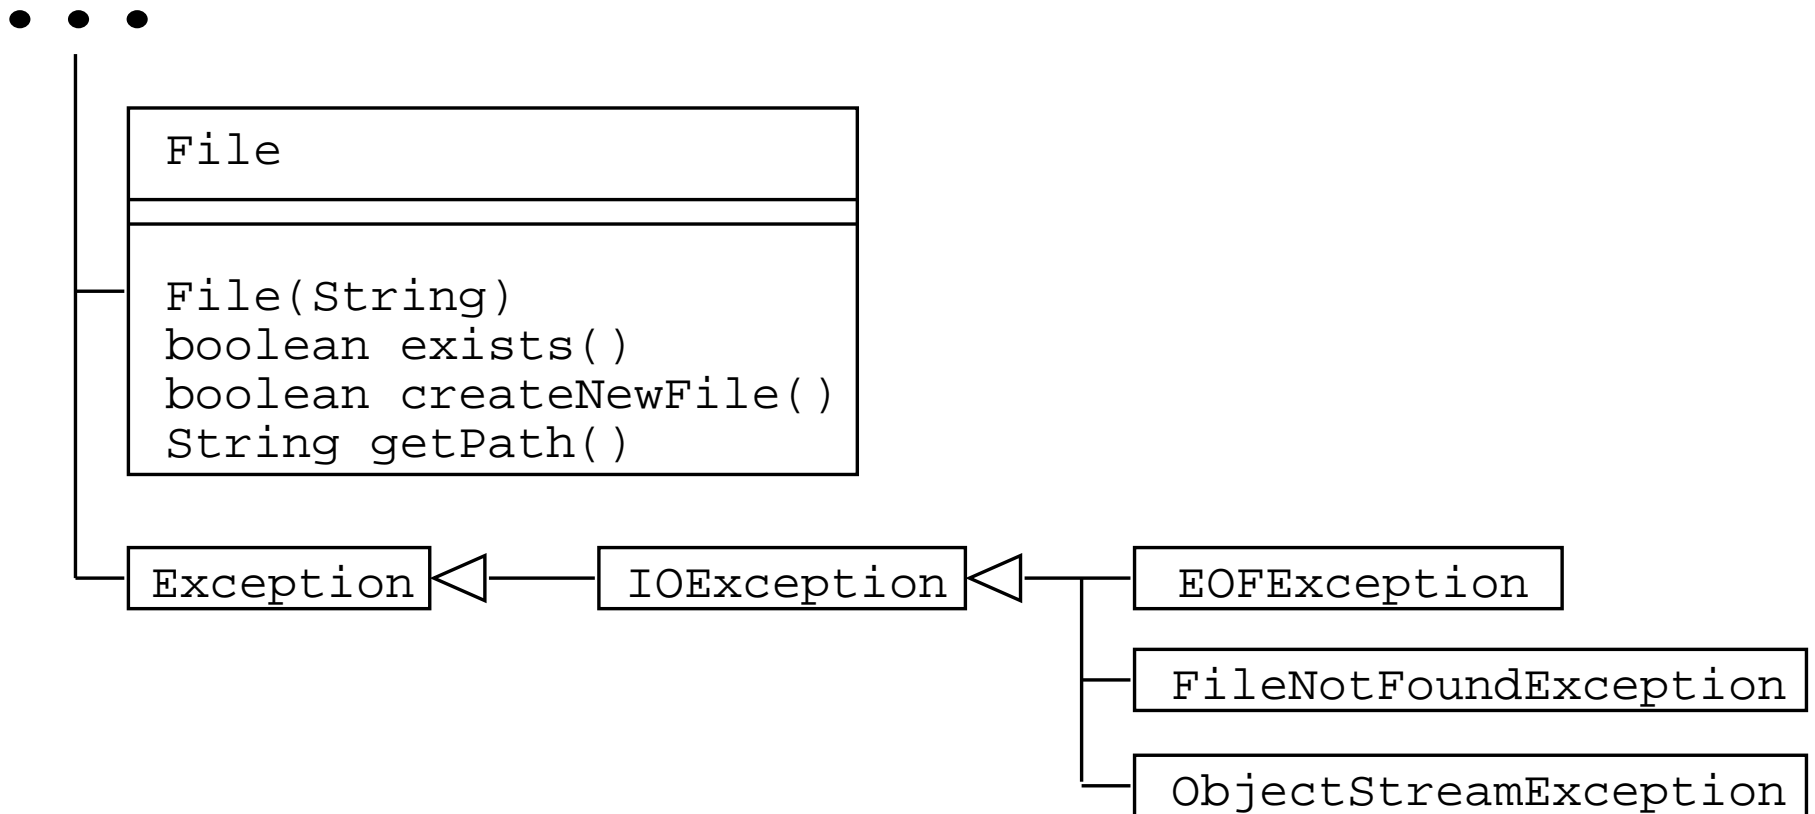 • • •
File
File(String)
boolean exists()
boolean createNewFile()
String getPath()
Exception
IOException
EOFException
FileNotFoundException
ObjectStreamException